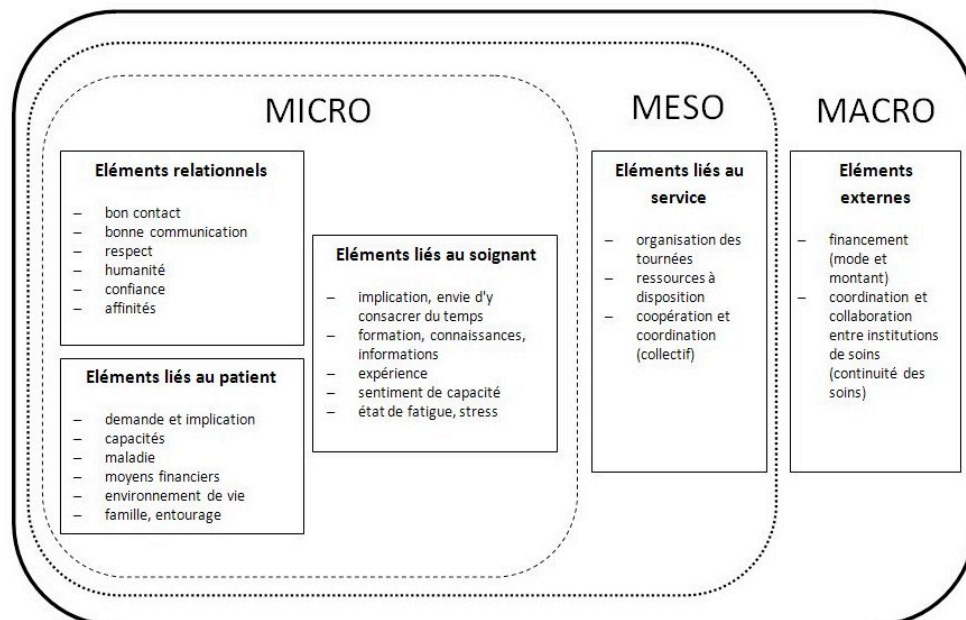 MICRO
MESO
MACRO
Eléments relationnels
– bon contact
– bonne communication
– respect
– humanité
– confiance
– affinités
Eléments liés au patient
– demande et implication
– capacités
– maladie
– moyens financiers
– environnement de vie
– famille, entourage
Eléments liés au soignant
– implication, envie d'y
consacrer du temps
– formation, connaissances,
informations
– expérience
– sentiment de capacité
– état de fatigue, stress
Eléments liés au
service
– organisation des
tournées
– ressources à
disposition
– coopération et
coordination
(collectif)
Eléments
externes
– financement
(mode et
montant)
– coordination et
collaboration
entre institutions
de soins
(continuité des
soins)